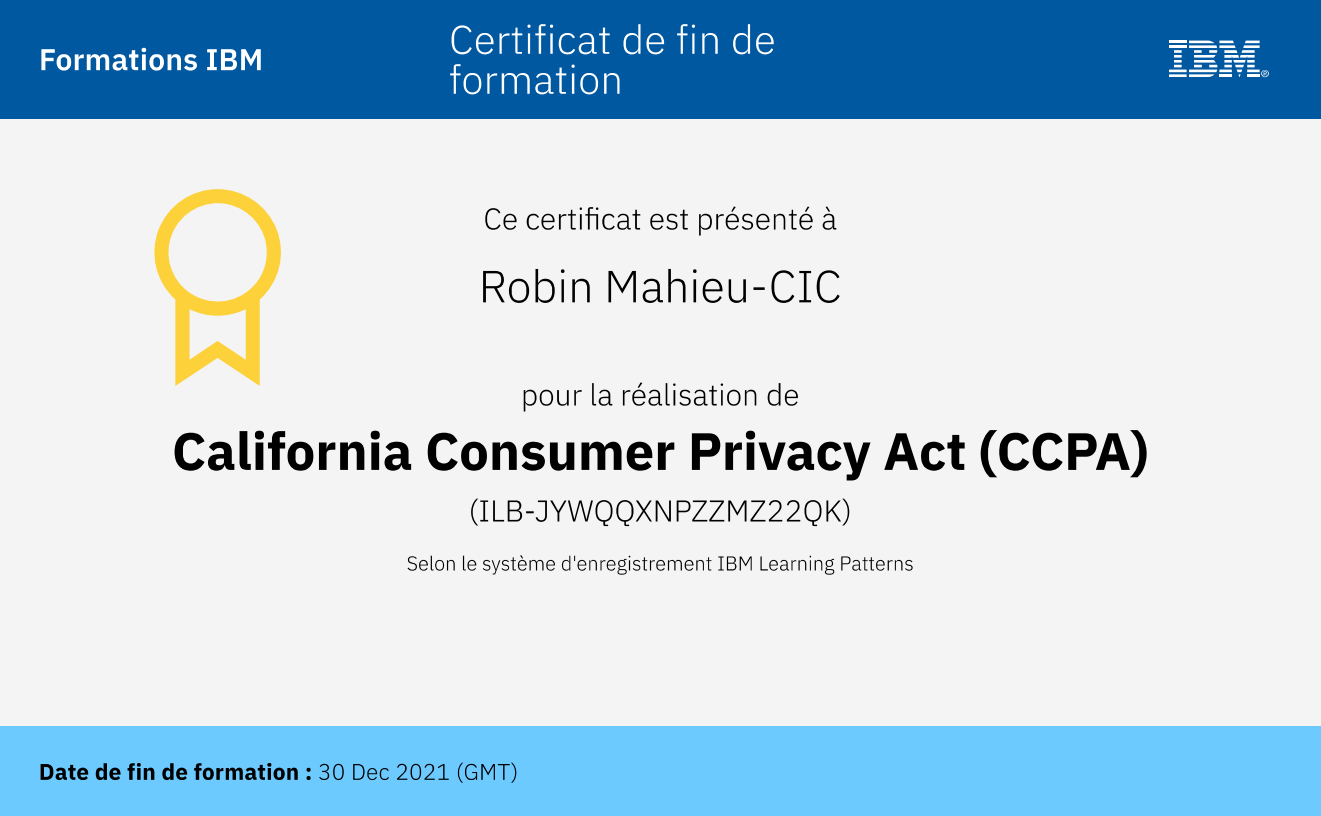 Formations IBM
Certificat de fin de
formation
IBM®
Ce certificat est présenté à
Robin Mahieu-CIC
pour la réalisation de
California Consumer Privacy Act (CCPA)
(ILB-JYWQQXNPZZMZ22QK)
Selon le système d'enregistrement IBM Learning Patterns
Date de fin de formation : 30 Dec 2021 (GMT)